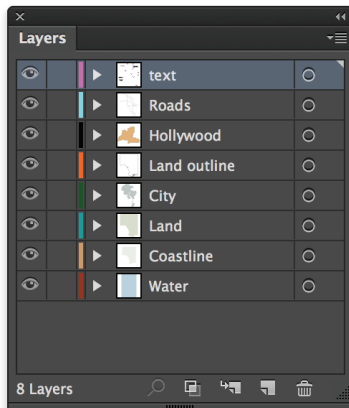 Layers
text
Roads
Hollywood
Land outline
City
Land
Coastline
Water
8 Layers